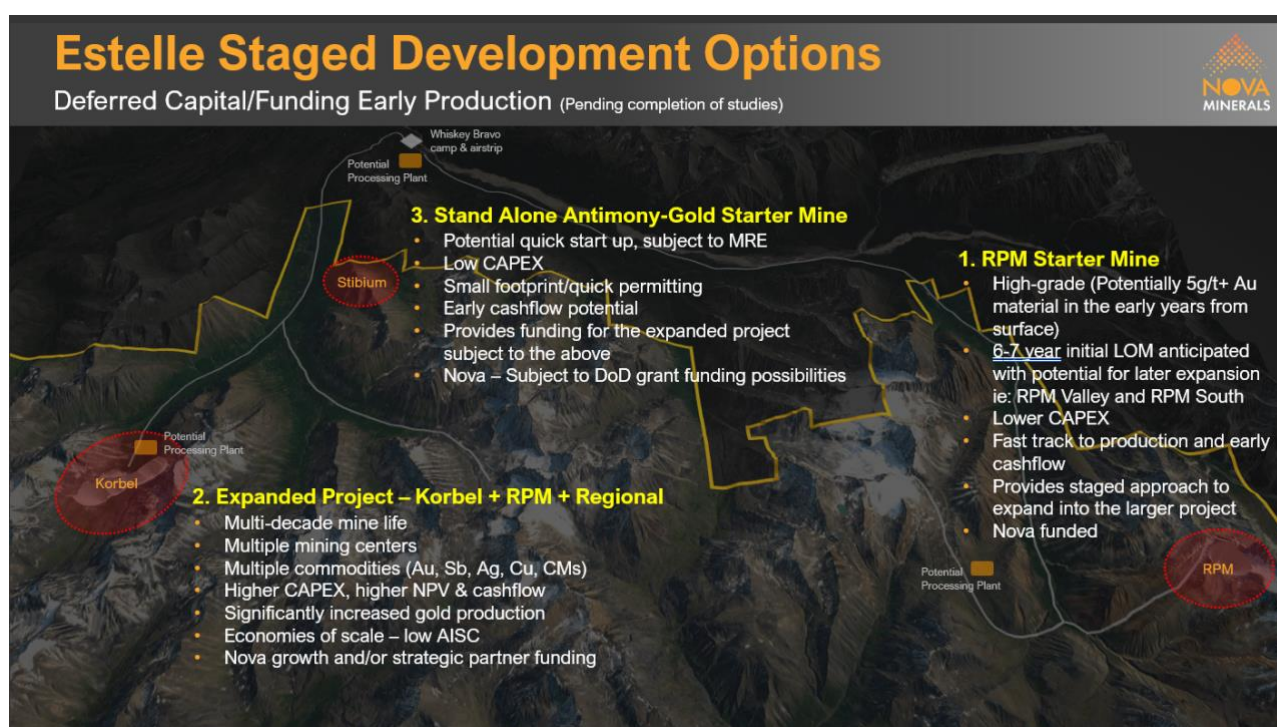 Estelle Staged Development Options
Deferred Capital/Funding Early Production (Pending completion of studies)
NOVA
MINERALS
Whiskey Bravo
camp & airstrip
Potential
Processing Plant
3. Stand Alone Antimony-Gold Starter Mine
• Potential quick start up, subject to MRE
• Low CAPEX
• Small footprint/quick permitting
• Early cashflow potential
• Provides funding for the expanded project
subject to the above
• Nova – Subject to DoD grant funding possibilities
Stibium
1. RPM Starter Mine
• High-grade (Potentially 5g/t+ Au
material in the early years from
surface)
• 6-7 year initial LOM anticipated
with potential for later expansion
ie: RPM Valley and RPM South
• Lower CAPEX
• Fast track to production and early
cashflow
• Provides staged approach to
expand into the larger project
• Nova funded
Potential
Processing Plant
Korbel
2. Expanded Project – Korbel + RPM + Regional
• Multi-decade mine life
• Multiple mining centers
• Multiple commodities (Au, Sb, Ag, Cu, CMs)
• Higher CAPEX, higher NPV & cashflow
• Significantly increased gold production
• Economies of scale – low AISC
• Nova growth and/or strategic partner funding
Potential
Processing Plant
RPM